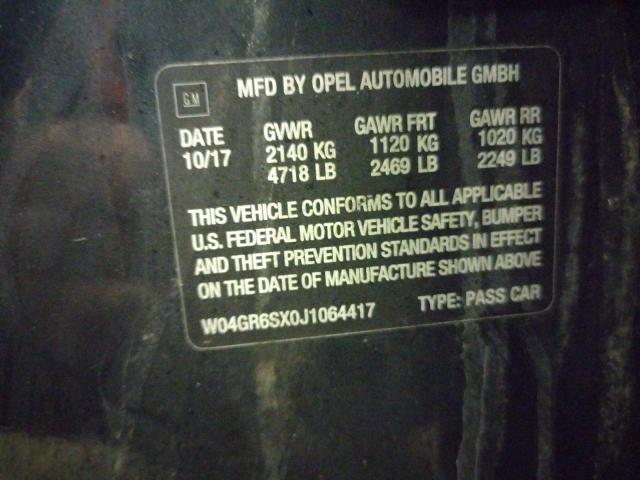 GM
MFD BY OPEL AUTOMOBILE GMBH
DATE GVWR GAWR FRT GAWR RR
10/17 2140 KG 1120 KG 1020 KG
4718 LB 2469 LB 2249 LB
THIS VEHICLE CONFORMS TO ALL APPLICABLE
U.S. FEDERAL MOTOR VEHICLE SAFETY, BUMPER
AND THEFT PREVENTION STANDARDS IN EFFECT
ON THE DATE OF MANUFACTURE SHOWN ABOVE
W04GR6SX0J1064417 TYPE: PASS CAR